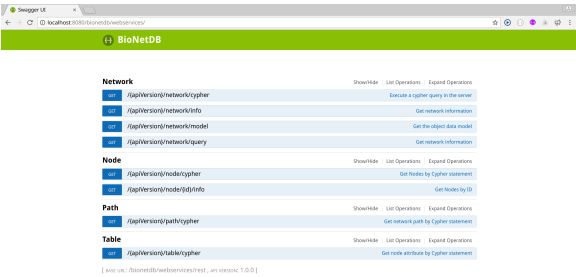 Swagger UI
localhost:8080/bionetdb/webservices/
BioNetDB
Network Show/Hide List Operations Expand Operations
GET /{apiVersion}/network/cypher Execute a cypher query in the server
GET /{apiVersion}/network/info Get network information
GET /{apiVersion}/network/model Get the object data model
GET /{apiVersion}/network/query Get network information
Node Show/Hide List Operations Expand Operations
GET /{apiVersion}/node/cypher Get Nodes by Cypher statement
GET /{apiVersion}/node/{id}/info Get Nodes by ID
Path Show/Hide List Operations Expand Operations
GET /{apiVersion}/path/cypher Get network path by Cypher statement
Table Show/Hide List Operations Expand Operations
GET /{apiVersion}/table/cypher Get node attribute by Cypher statement
[ BASE URL: /bionetdb/webservices/rest , API VERSION: 1.0.0 ]